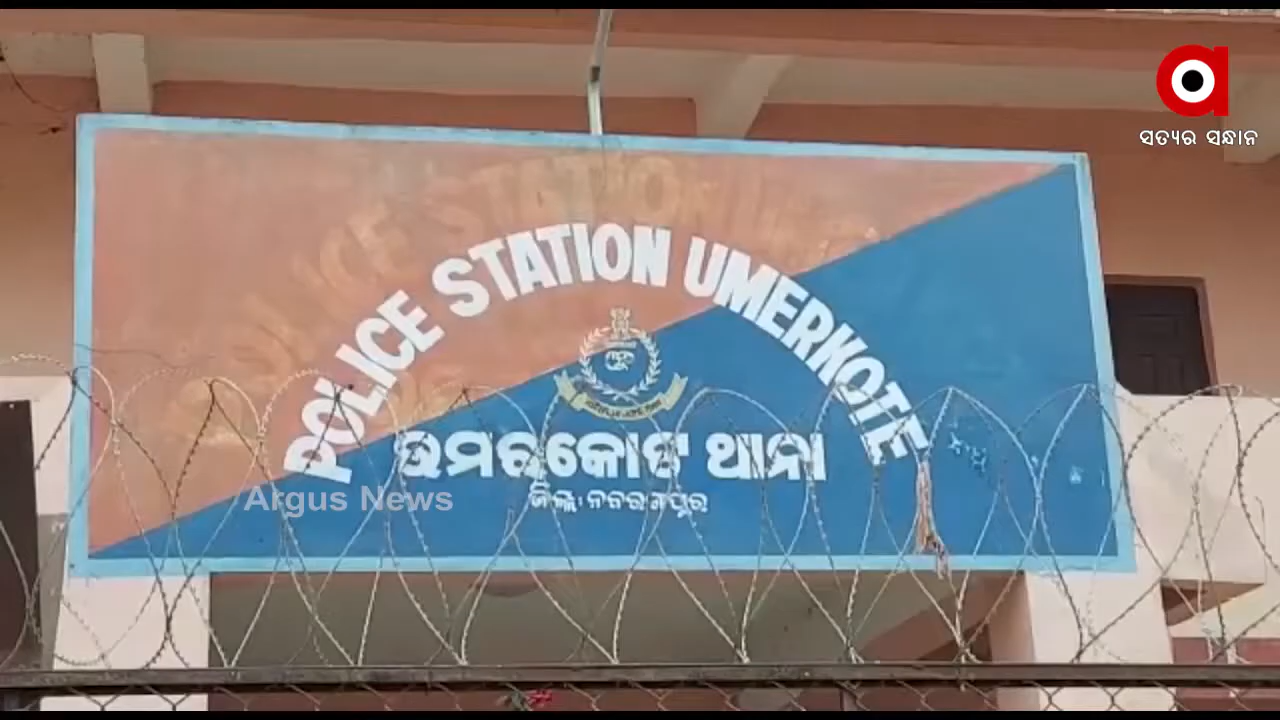 ସତ୍ୟର ସନ୍ଧାନ
POLICE STATION UMERKOTE
ଉମରକୋଟ ଥାନା
ଜିଲ୍ଲା: ନବରଙ୍ଗପୁର
Argus News